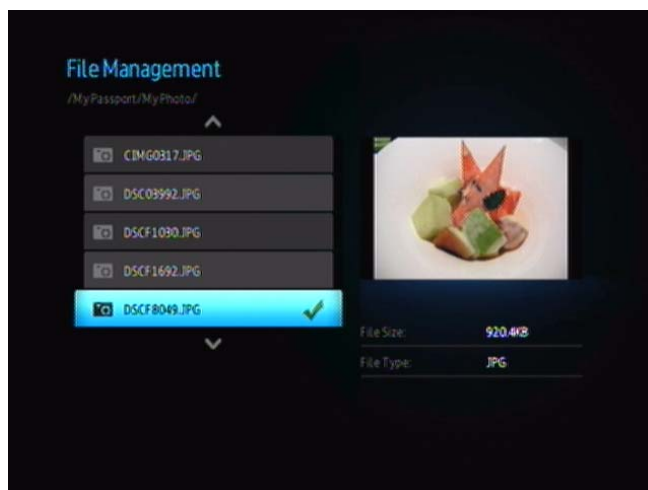 File Management
/MyPassport/MyPhoto/
CIMG0317.JPG
DSC03992.JPG
DSCF1030.JPG
DSCF1692.JPG
DSCF8049.JPG
File Size: 920.4KB
File Type: JPG